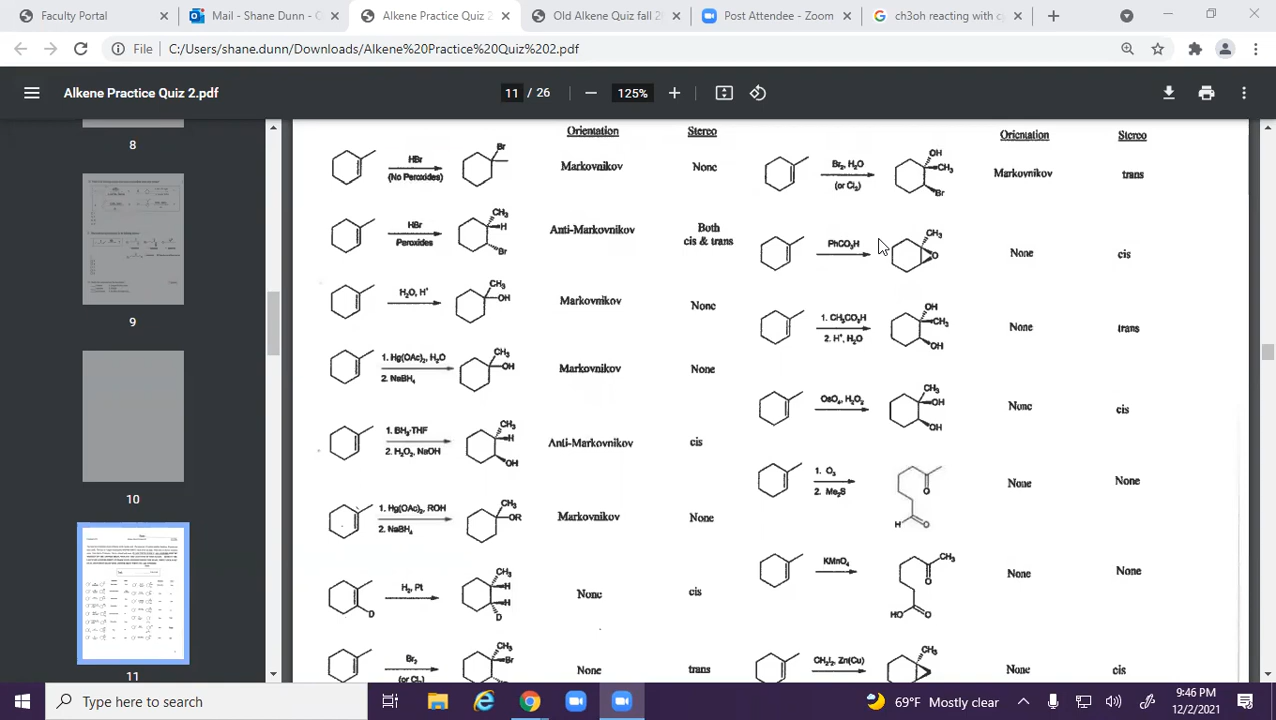 Faculty Portal
Mail - Shane Dunn - O
Alkene Practice Quiz 2
Old Alkene Quiz fall 2
Post Attendee - Zoom
ch3oh reacting with c
File
C:/Users/shane.dunn/Downloads/Alkene%20Practice%20Quiz%202.pdf
Alkene Practice Quiz 2.pdf
11 / 26
125%
8
9
10
11
Orientation
Stereo
HBr
(No Peroxides)
Br
Markovnikov
None
HBr
Peroxides
CH3
H
Br
Anti-Markovnikov
Both
cis & trans
H2O, H+
CH3
OH
Markovnikov
None
1. Hg(OAc)2, H2O
2. NaBH4
CH3
OH
Markovnikov
None
1. BH3·THF
2. H2O2, NaOH
CH3
H
OH
Anti-Markovnikov
cis
1. Hg(OAc)2, ROH
2. NaBH4
CH3
OR
Markovnikov
None
D
H2, Pt
CH3
H
H
D
None
cis
Br2
(or Cl2)
CH3
Br
None
trans
Orientation
Stereo
Br2, H2O
(or Cl2)
OH
CH3
Br
Markovnikov
trans
PhCO3H
CH3
O
None
cis
1. CH3CO3H
2. H+, H2O
OH
CH3
OH
None
trans
OsO4, H2O2
CH3
OH
OH
None
cis
1. O3
2. Me2S
O
H
O
None
None
KMnO4
CH3
O
HO
O
None
None
CH2I2, Zn(Cu)
CH3
None
cis
Type here to search
69°F Mostly clear
9:46 PM
12/2/2021